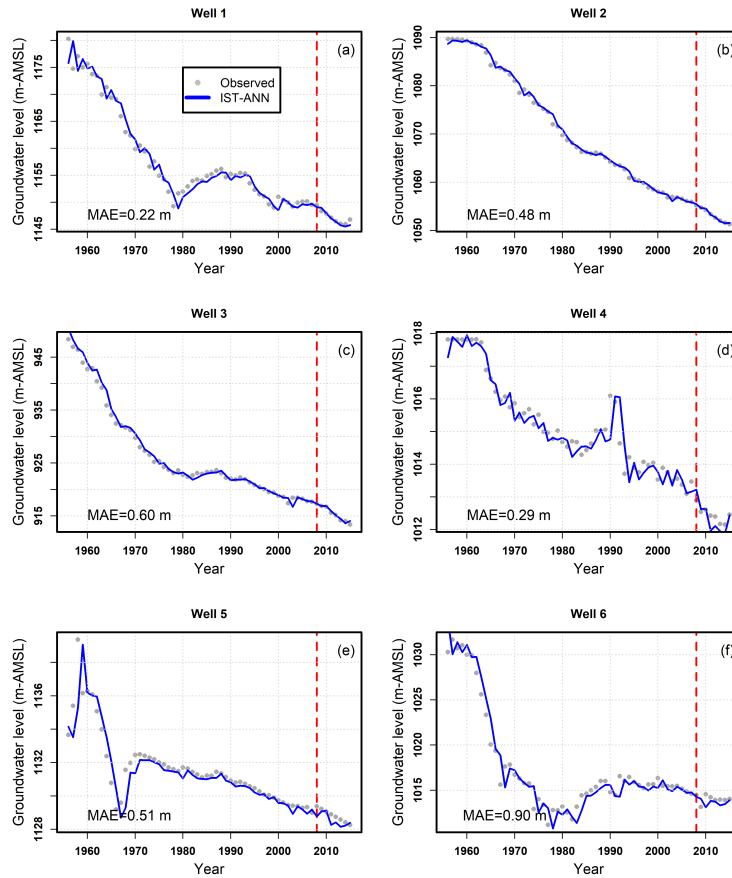 Well 1
(a)
Observed
IST-ANN
MAE=0.22 m
Groundwater level (m-AMSL)
1145
1155
1165
1175
1960
1970
1980
1990
2000
2010
Year
Well 2
(b)
MAE=0.48 m
Groundwater level (m-AMSL)
1050
1060
1070
1080
1090
1960
1970
1980
1990
2000
2010
Year
Well 3
(c)
MAE=0.60 m
Groundwater level (m-AMSL)
915
925
935
945
1960
1970
1980
1990
2000
2010
Year
Well 4
(d)
MAE=0.29 m
Groundwater level (m-AMSL)
1012
1014
1016
1018
1960
1970
1980
1990
2000
2010
Year
Well 5
(e)
MAE=0.51 m
Groundwater level (m-AMSL)
1128
1132
1136
1960
1970
1980
1990
2000
2010
Year
Well 6
(f)
MAE=0.90 m
Groundwater level (m-AMSL)
1015
1020
1025
1030
1960
1970
1980
1990
2000
2010
Year